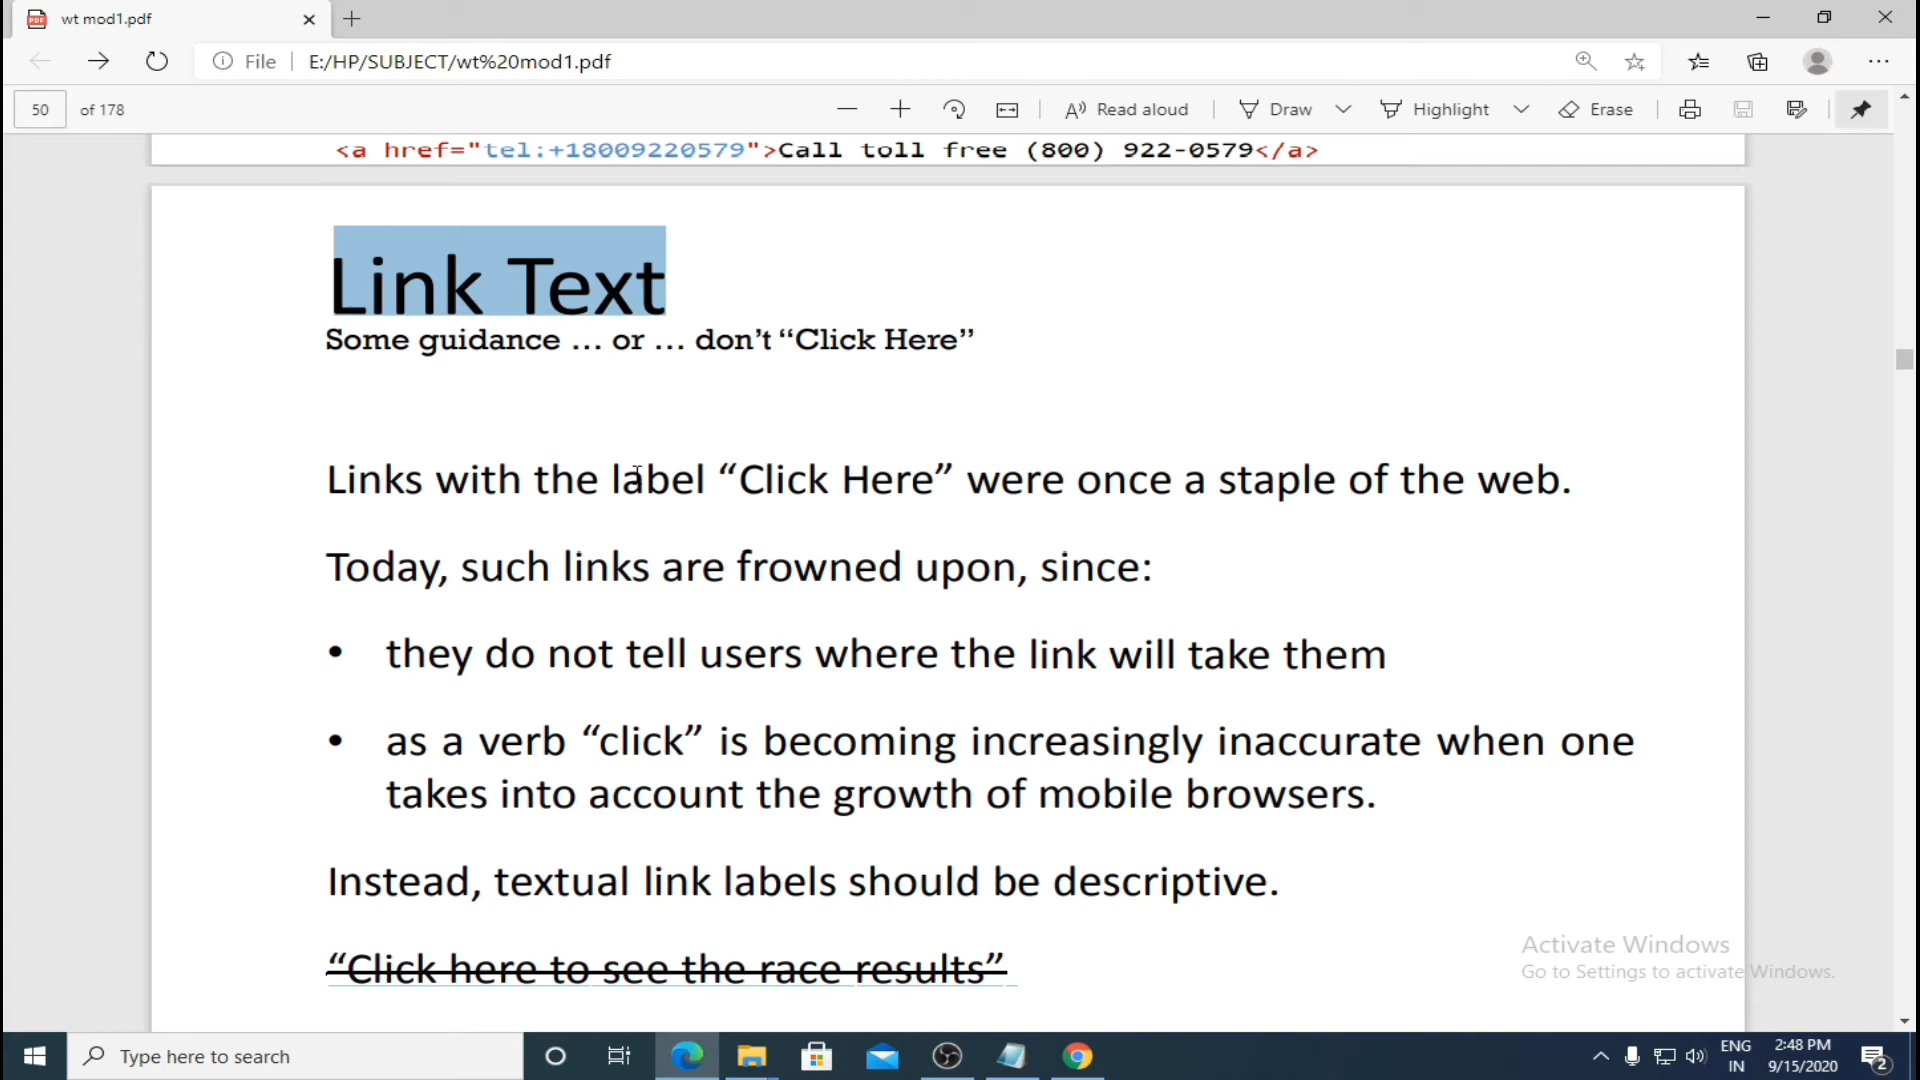 wt mod1.pdf
File
E:/HP/SUBJECT/wt%20mod1.pdf
50 of 178
Read aloud
Draw
Highlight
Erase
<a href="tel:+18009220579">Call toll free (800) 922-0579</a>
Link Text
Some guidance … or … don’t “Click Here”
Links with the label “Click Here” were once a staple of the web.
Today, such links are frowned upon, since:
• they do not tell users where the link will take them
• as a verb “click” is becoming increasingly inaccurate when one
takes into account the growth of mobile browsers.
Instead, textual link labels should be descriptive.
“Click here to see the race results”
Activate Windows
Go to Settings to activate Windows.
Type here to search
ENG
IN
2:48 PM
9/15/2020
2